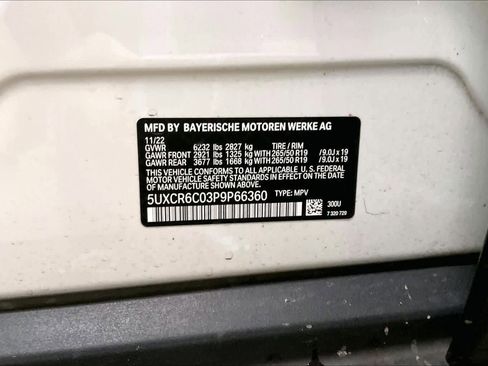 MFD BY BAYERISCHE MOTOREN WERKE AG
11/22
GVWR 6232 lbs 2827 kg TIRE / RIM
GAWR FRONT 2921 lbs 1325 kg WITH 265/50 R19 /9.0J x 19
GAWR REAR 3677 lbs 1668 kg WITH 265/50 R19 /9.0J x 19
THIS VEHICLE CONFORMS TO ALL APPLICABLE U. S. FEDERAL
MOTOR VEHICLE SAFETY STANDARDS IN EFFECT ON THE DATE
OF MANUFACTURE SHOWN ABOVE.
5UXCR6C03P9P66360 TYPE: MPV 300U
7 320 729